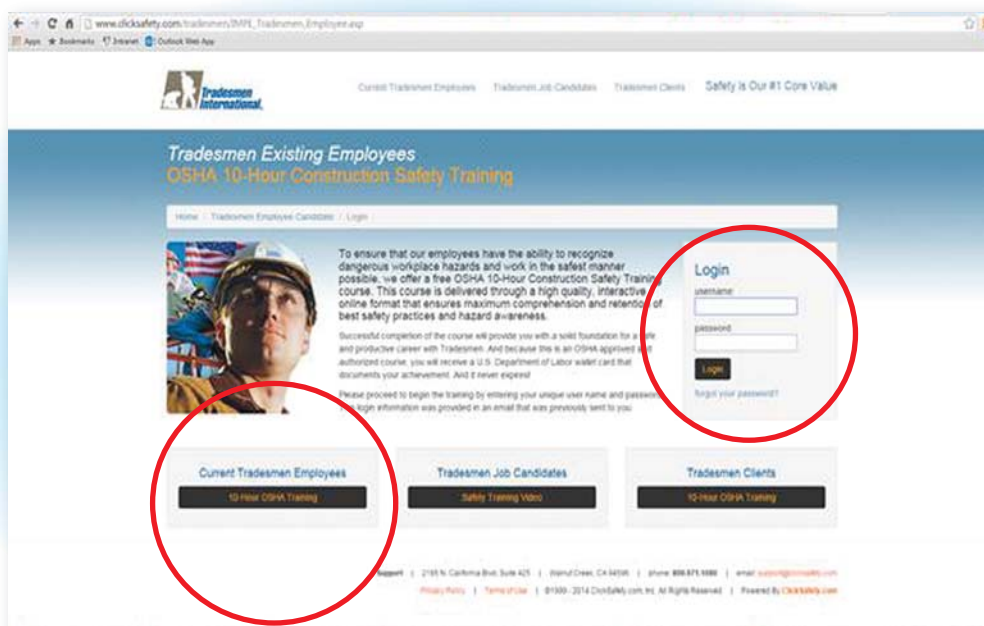 www.clicksafety.com/tradesmen/IMPL_Tradesmen_Employee.asp
Apps Bookmarks Intranet Outlook Web App
Tradesmen
International
Current Tradesmen Employees Tradesmen Job Candidates Tradesmen Clients Safety is Our #1 Core Value
Tradesmen Existing Employees
OSHA 10-Hour Construction Safety Training
Home / Tradesmen Employee Candidate / Login
To ensure that our employees have the ability to recognize
dangerous workplace hazards and work in the safest manner
possible, we offer a free OSHA 10-Hour Construction Safety Training
course. This course is delivered through a high quality, interactive
online format that ensures maximum comprehension and retention of
best safety practices and hazard awareness.
Successful completion of the course will provide you with a solid foundation for a safe
and productive career with Tradesmen. And because this is an OSHA approved and
authorized course, you will receive a U.S. Department of Labor wallet card that
documents your achievement. And it never expires!
Please proceed to begin the training by entering your unique user name and password.
login information was provided in an email that was previously sent to you
Login
username
password
Login
forgot your password?
Current Tradesmen Employees
10-Hour OSHA Training
Tradesmen Job Candidates
Safety Training Video
Tradesmen Clients
10-Hour OSHA Training
Support | 2185 N. California Blvd, Suite 425 | Walnut Creek, CA 94596 | phone: 800.971.1080 | email: support@clicksafety.com
Privacy Policy | Terms of Use | ©1999 - 2014 ClickSafety.com, Inc. All Rights Reserved | Powered By ClickSafety.com